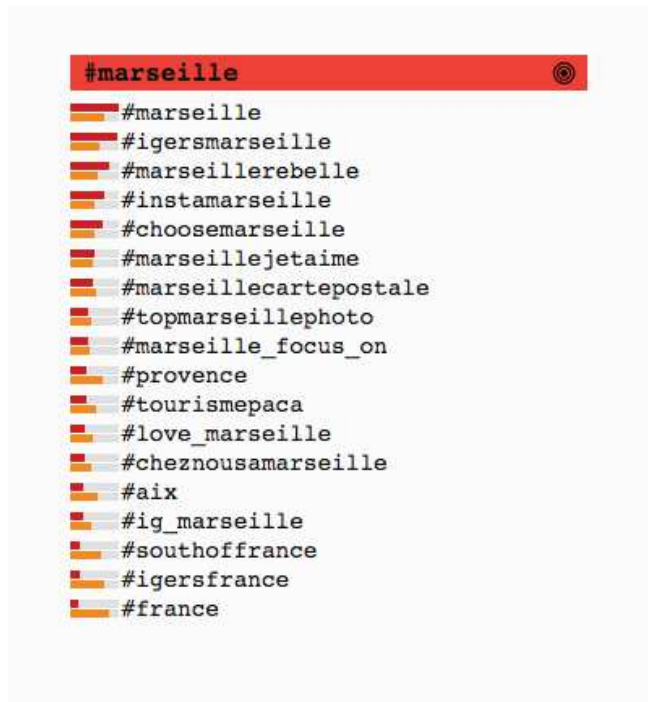 #marseille
#marseille
#igersmarseille
#marseillerebelle
#instamarseille
#choosemarseille
#marseillejetaime
#marseillecartepostale
#topmarseillephoto
#marseille_focus_on
#provence
#tourismepaca
#love_marseille
#cheznousamarseille
#aix
#ig_marseille
#southoffrance
#igersfrance
#france